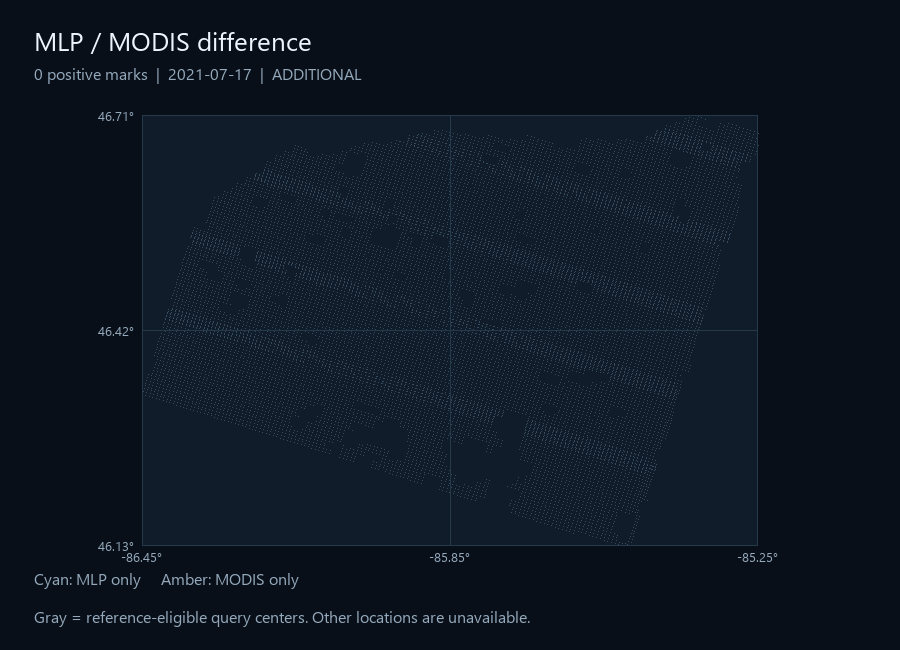 MLP / MODIS difference
0 positive marks | 2021-07-17 | ADDITIONAL
46.71°
46.42°
46.13°
-86.45° -85.85° -85.25°
Cyan: MLP only Amber: MODIS only
Gray = reference-eligible query centers. Other locations are unavailable.